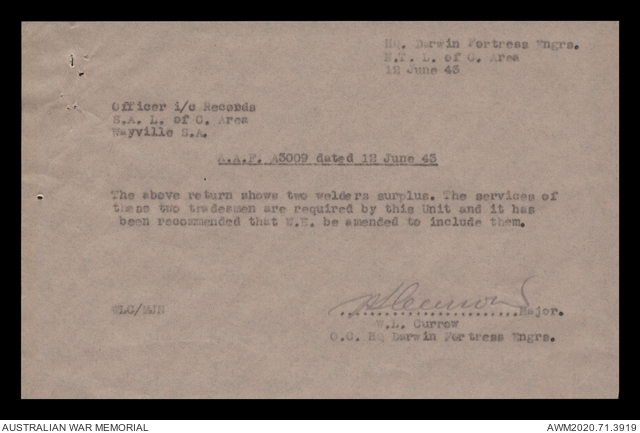 HQ. Darwin Fortress Engrs.
N.T. L. of C. Area
12 June 43
Officer i/c Records
S.A. L. of C. Area
Wayville S.A.
A.A.F. A3009 dated 12 June 43
The above return shows two welders surplus. The services of
these two tradesmen are required by this Unit and it has
been recommended that W.E. be amended to include them.
WLC/MJN
Major.
W.L. Currow
O.C. HQ Darwin Fortress Engrs.
AUSTRALIAN WAR MEMORIAL
AWM2020.71.3919